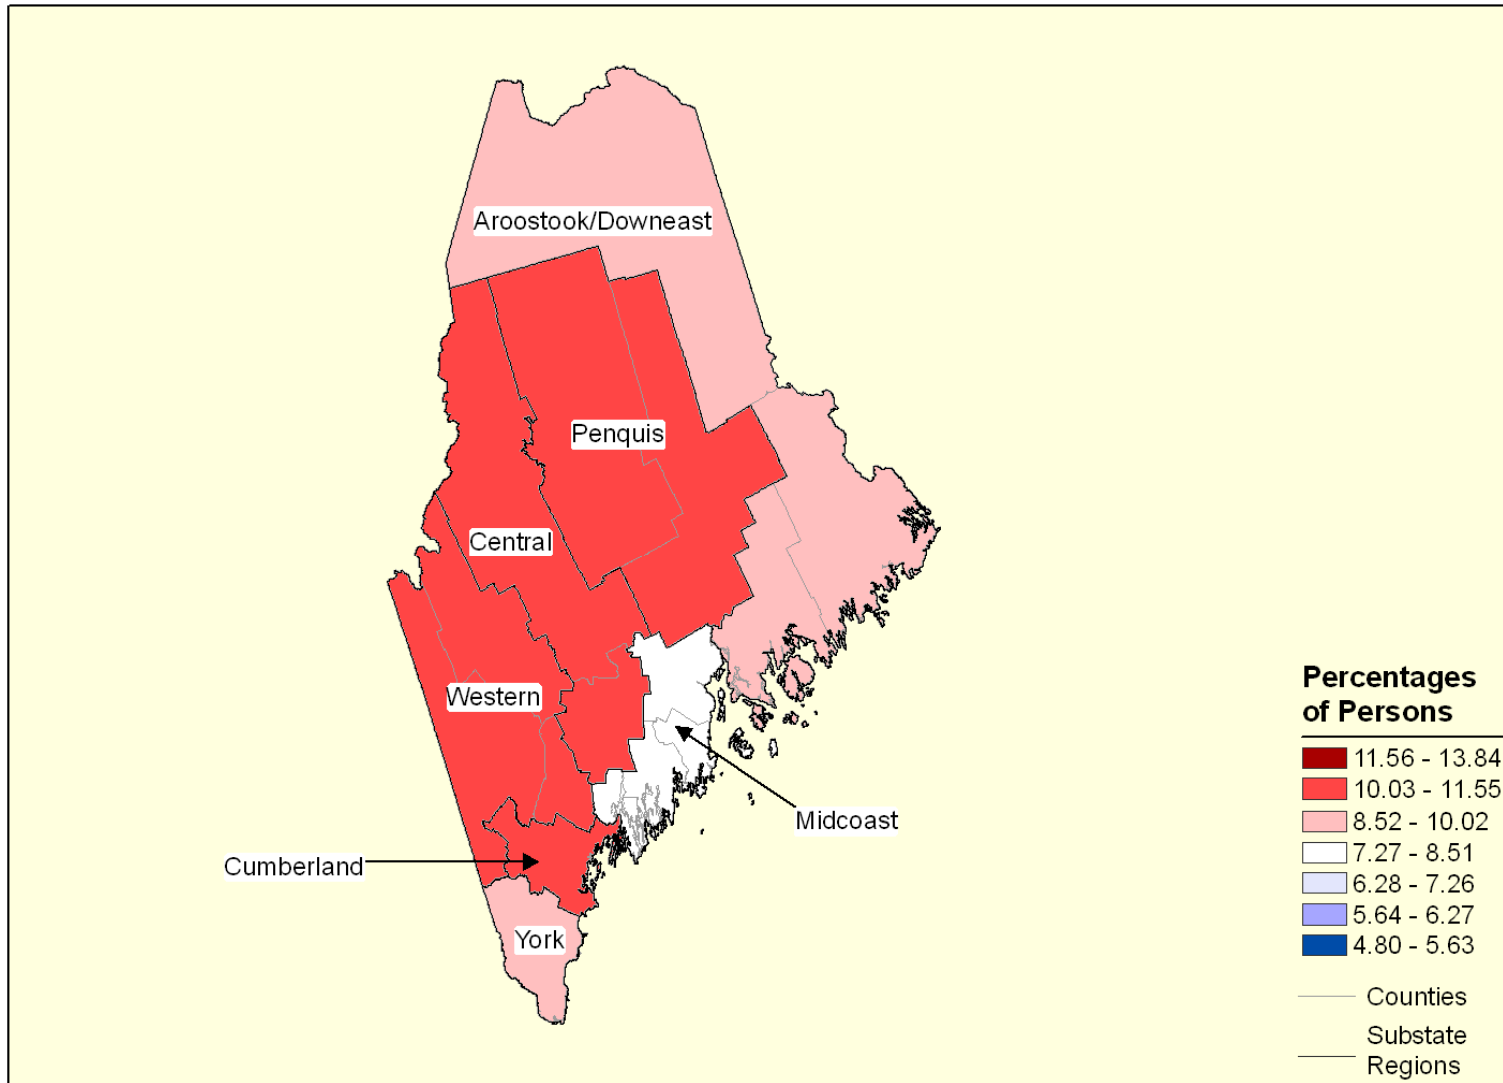 Aroostook/Downeast
Penquis
Central
Western
Midcoast
Cumberland
York
Percentages
of Persons
11.56 - 13.84
10.03 - 11.55
8.52 - 10.02
7.27 - 8.51
6.28 - 7.26
5.64 - 6.27
4.80 - 5.63
Counties
Substate
Regions